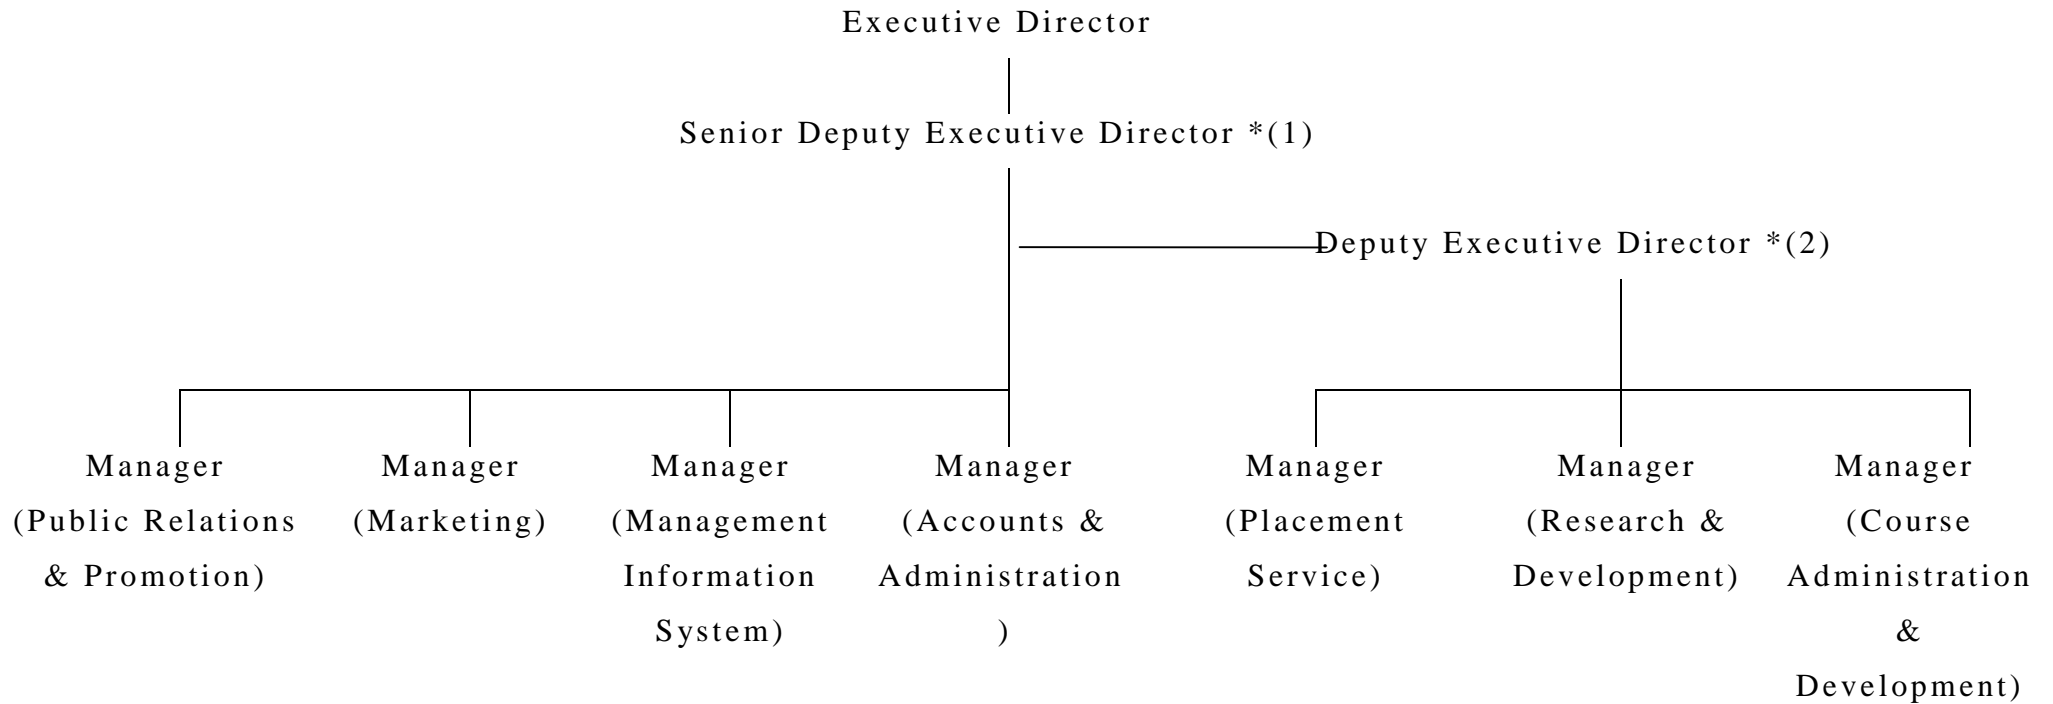 Executive Director
Senior Deputy Executive Director *(1)
Deputy Executive Director *(2)
Manager
(Public Relations
& Promotion)
Manager
(Marketing)
Manager
(Management
Information
System)
Manager
(Accounts &
Administration
)
Manager
(Placement
Service)
Manager
(Research &
Development)
Manager
(Course
Administration
&
Development)